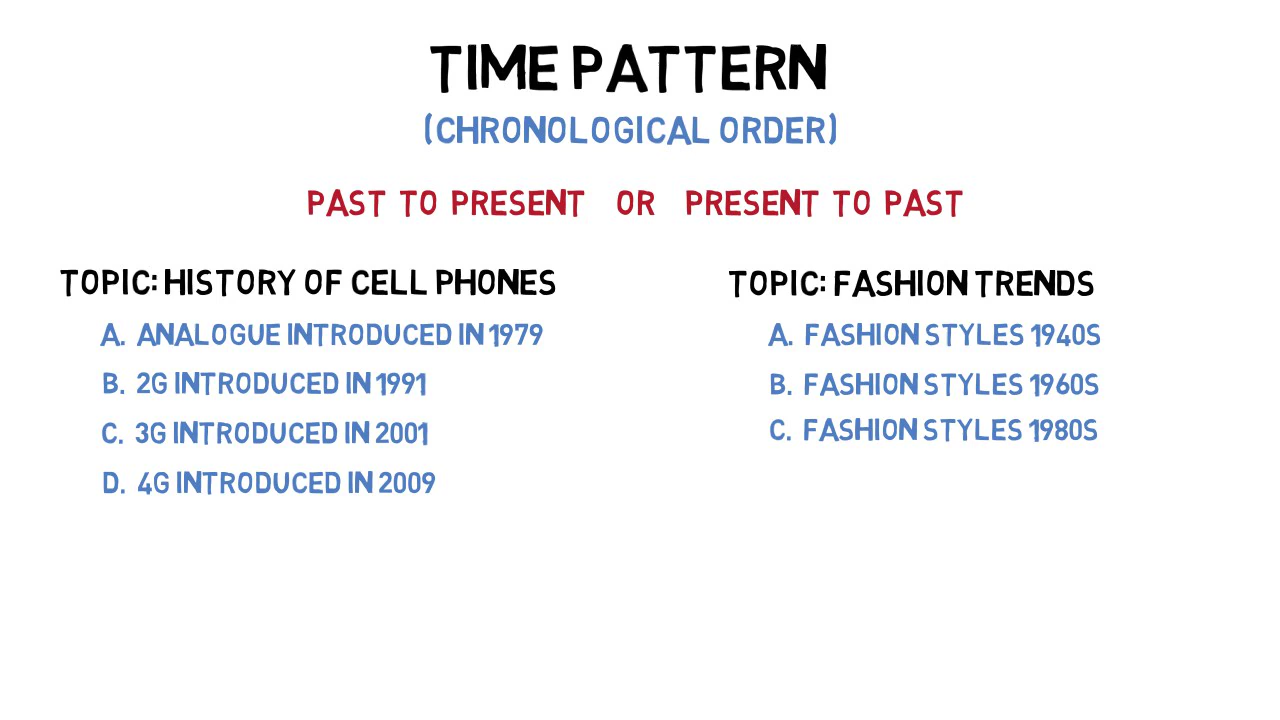 TIME PATTERN
(CHRONOLOGICAL ORDER)
PAST TO PRESENT OR PRESENT TO PAST
TOPIC: HISTORY OF CELL PHONES
A. ANALOGUE INTRODUCED IN 1979
B. 2G INTRODUCED IN 1991
C. 3G INTRODUCED IN 2001
D. 4G INTRODUCED IN 2009
TOPIC: FASHION TRENDS
A. FASHION STYLES 1940S
B. FASHION STYLES 1960S
C. FASHION STYLES 1980S